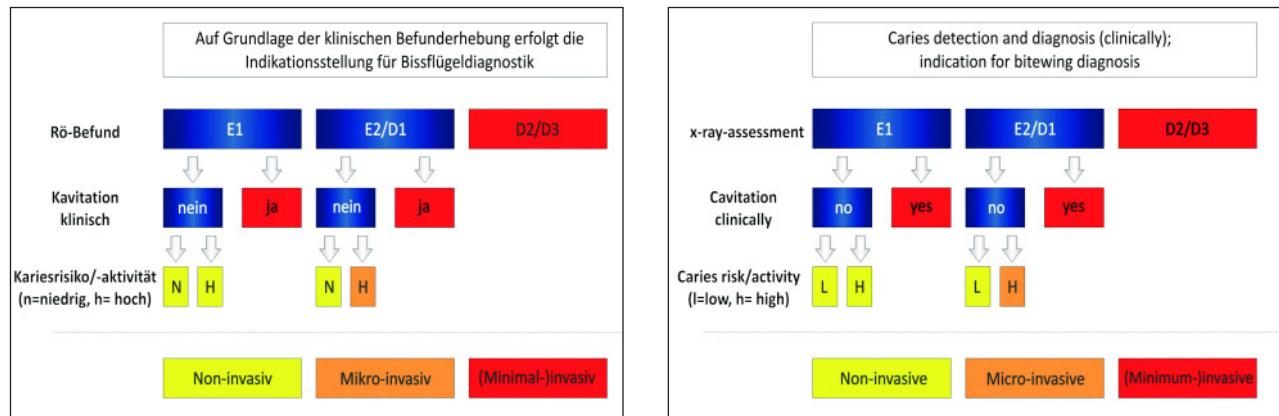 Auf Grundlage der klinischen Befunderhebung erfolgt die
Indikationsstellung für Bissflügeldiagnostik
Rö-Befund
E1
E2/D1
D2/D3
Kavitation
klinisch
nein
ja
nein
ja
Kariesrisiko/-aktivität
(n=niedrig, h= hoch)
N
H
N
H
Non-invasiv
Mikro-invasiv
(Minimal-)invasiv
Caries detection and diagnosis (clinically);
indication for bitewing diagnosis
x-ray-assessment
E1
E2/D1
D2/D3
Cavitation
clinically
no
yes
no
yes
Caries risk/activity
(l=low, h= high)
L
H
L
H
Non-invasive
Micro-invasive
(Minimum-)invasive